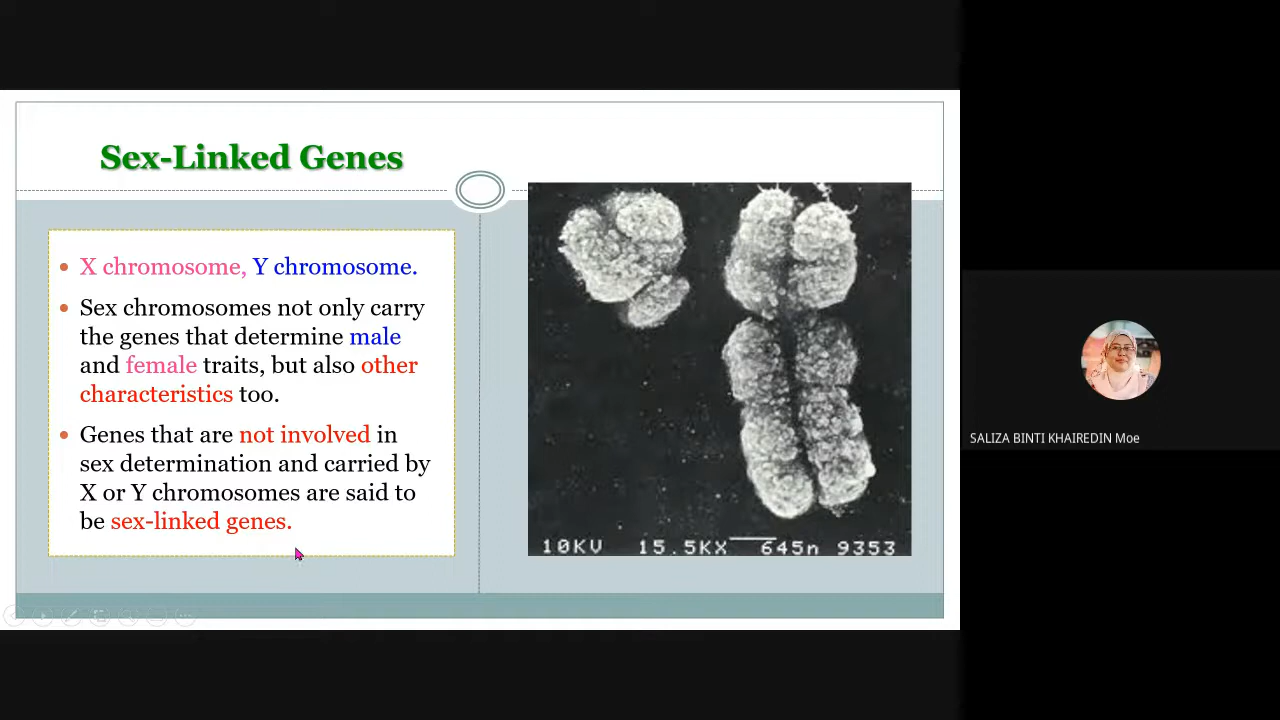 Sex-Linked Genes
X chromosome, Y chromosome.
Sex chromosomes not only carry
the genes that determine male
and female traits, but also other
characteristics too.
Genes that are not involved in
sex determination and carried by
X or Y chromosomes are said to
be sex-linked genes.
10KV 15.5KX 645n 9353
SALIZA BINTI KHAIREDIN Moe